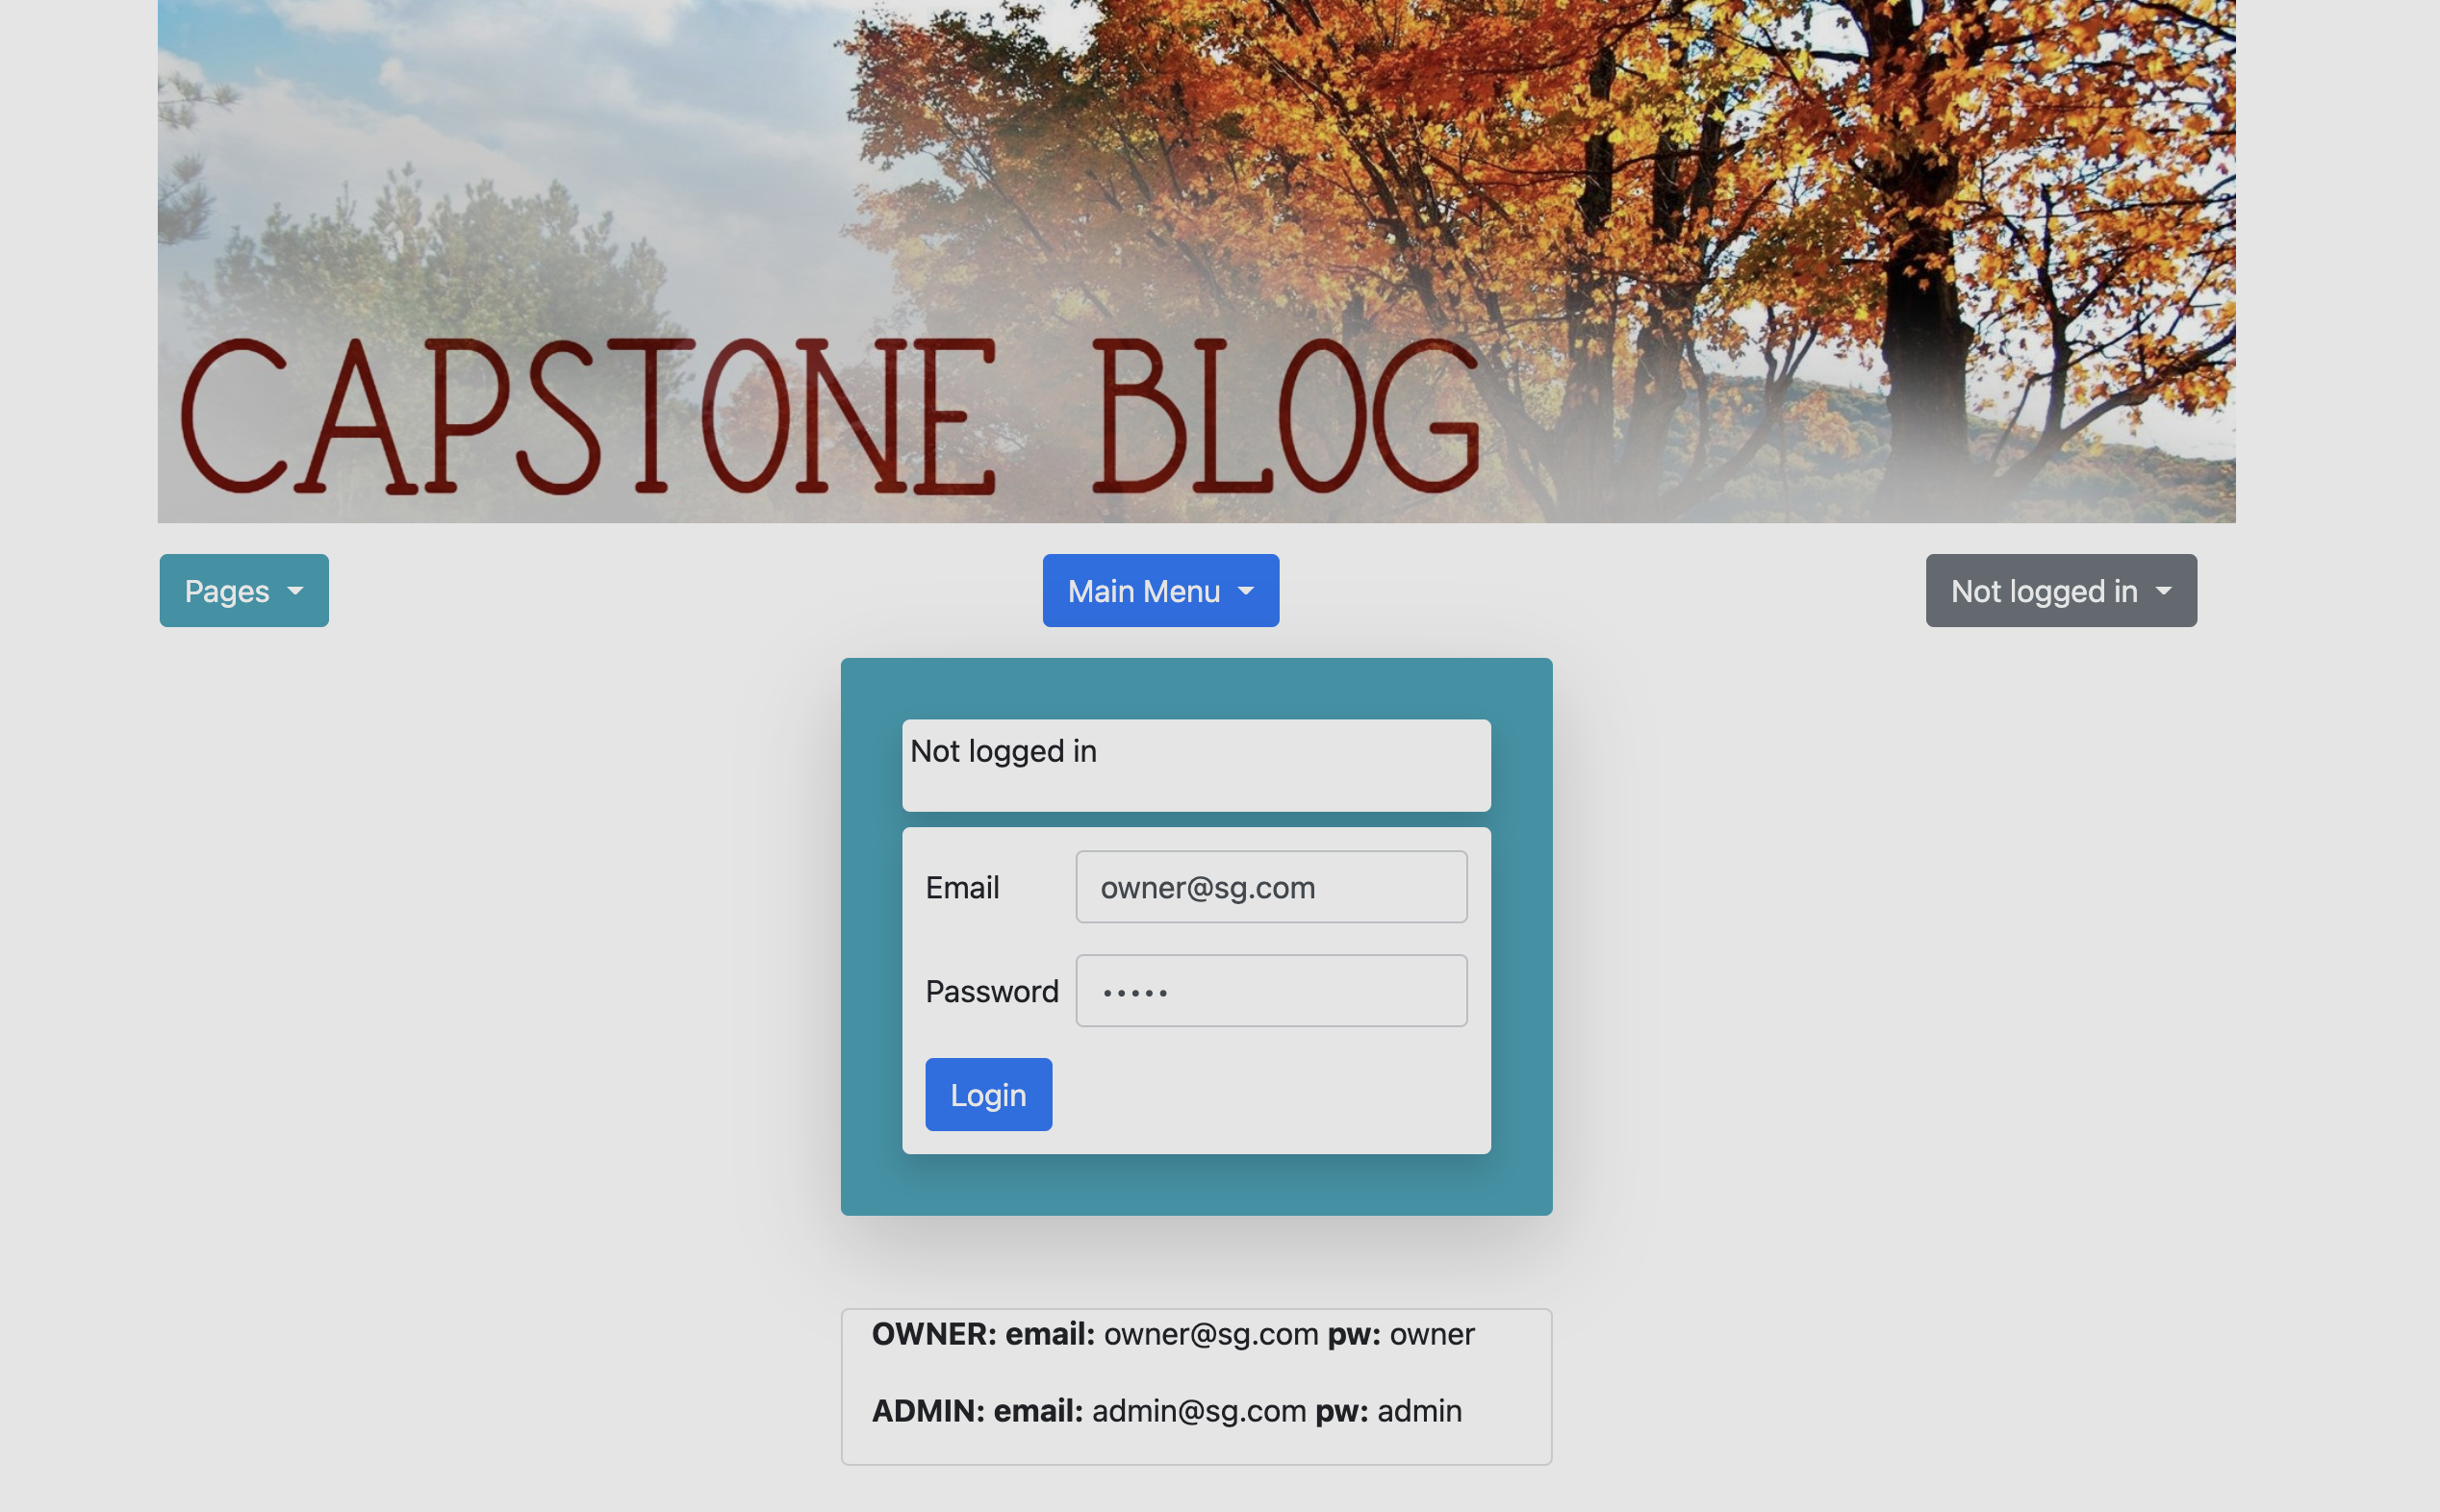 CAPSTONE BLOG
Pages Main Menu Not logged in
Not logged in
Email owner@sg.com
Password •••••
Login
OWNER: email: owner@sg.com pw: owner
ADMIN: email: admin@sg.com pw: admin